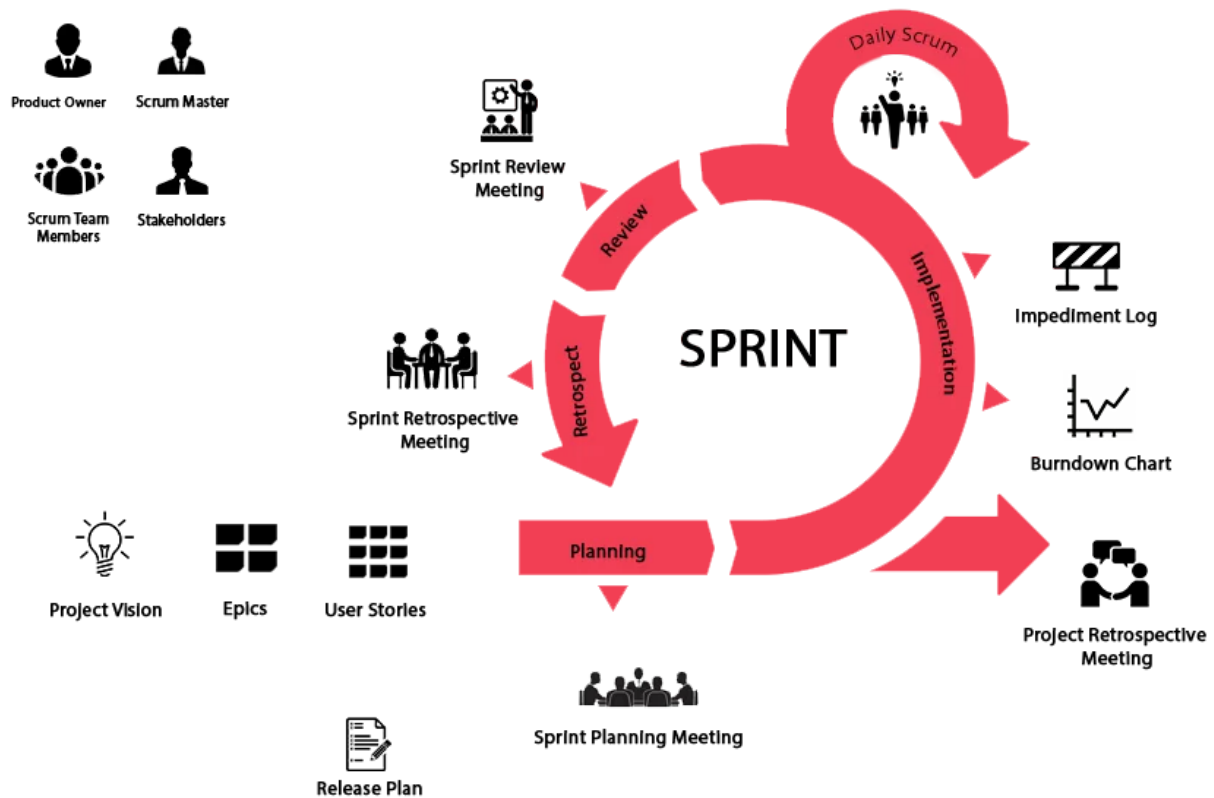 Product Owner
Scrum Master
Scrum Team
Members
Stakeholders
Daily Scrum
Sprint Review
Meeting
Review
Implementation
Impediment Log
SPRINT
Retrospect
Sprint Retrospective
Meeting
Burndown Chart
Planning
Project Vision
Epics
User Stories
Project Retrospective
Meeting
Sprint Planning Meeting
Release Plan